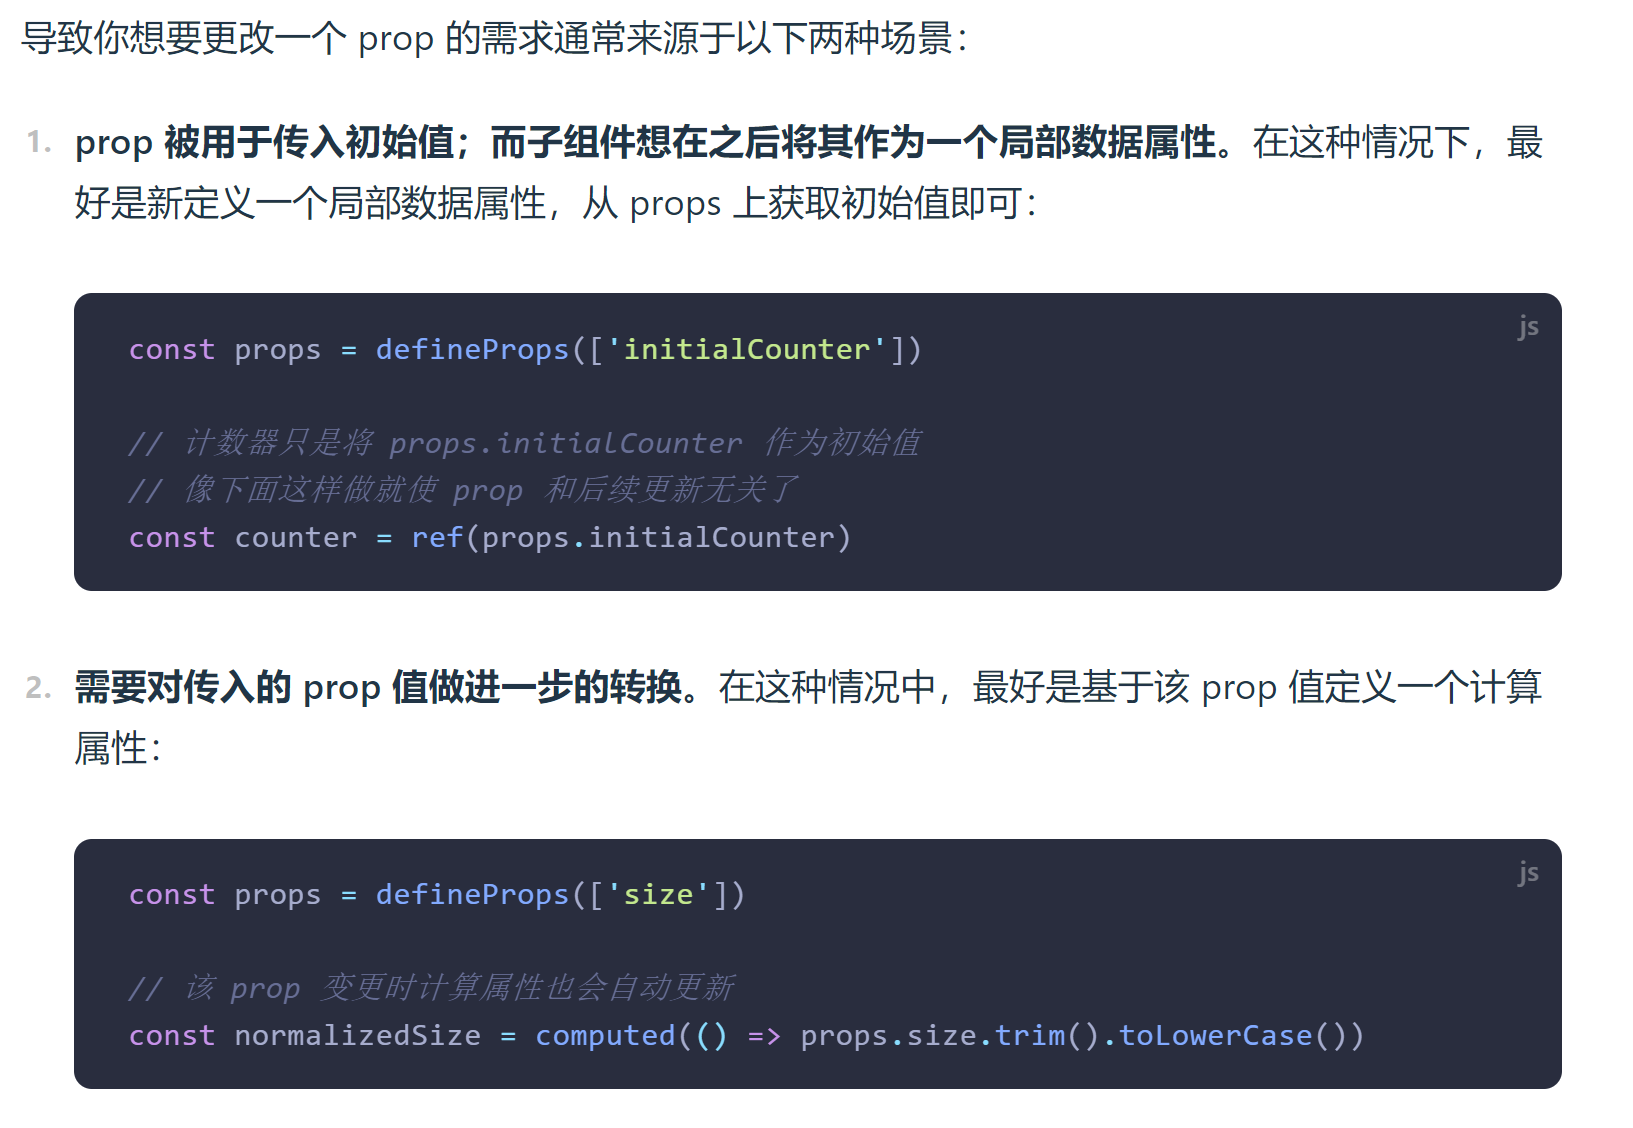 导致你想要更改一个 prop 的需求通常来源于以下两种场景：
1. prop 被用于传入初始值；而子组件想在之后将其作为一个局部数据属性。在这种情况下，最
好是新定义一个局部数据属性，从 props 上获取初始值即可：
js
const props = defineProps(['initialCounter'])
// 计数器只是将 props.initialCounter 作为初始值
// 像下面这样做就使 prop 和后续更新无关了
const counter = ref(props.initialCounter)
2. 需要对传入的 prop 值做进一步的转换。在这种情况中，最好是基于该 prop 值定义一个计算
属性：
js
const props = defineProps(['size'])
// 该 prop 变更时计算属性也会自动更新
const normalizedSize = computed(() => props.size.trim().toLowerCase())